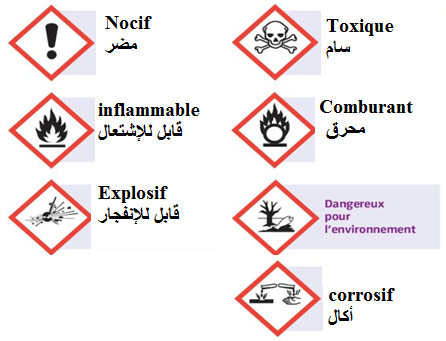 Nocif
مضر
Toxique
سام
inflammable
قابل للإشتعال
Comburant
محرق
Explosif
قابل للإنفجار
Dangereux
pour
l'environnement
corrosif
أكال